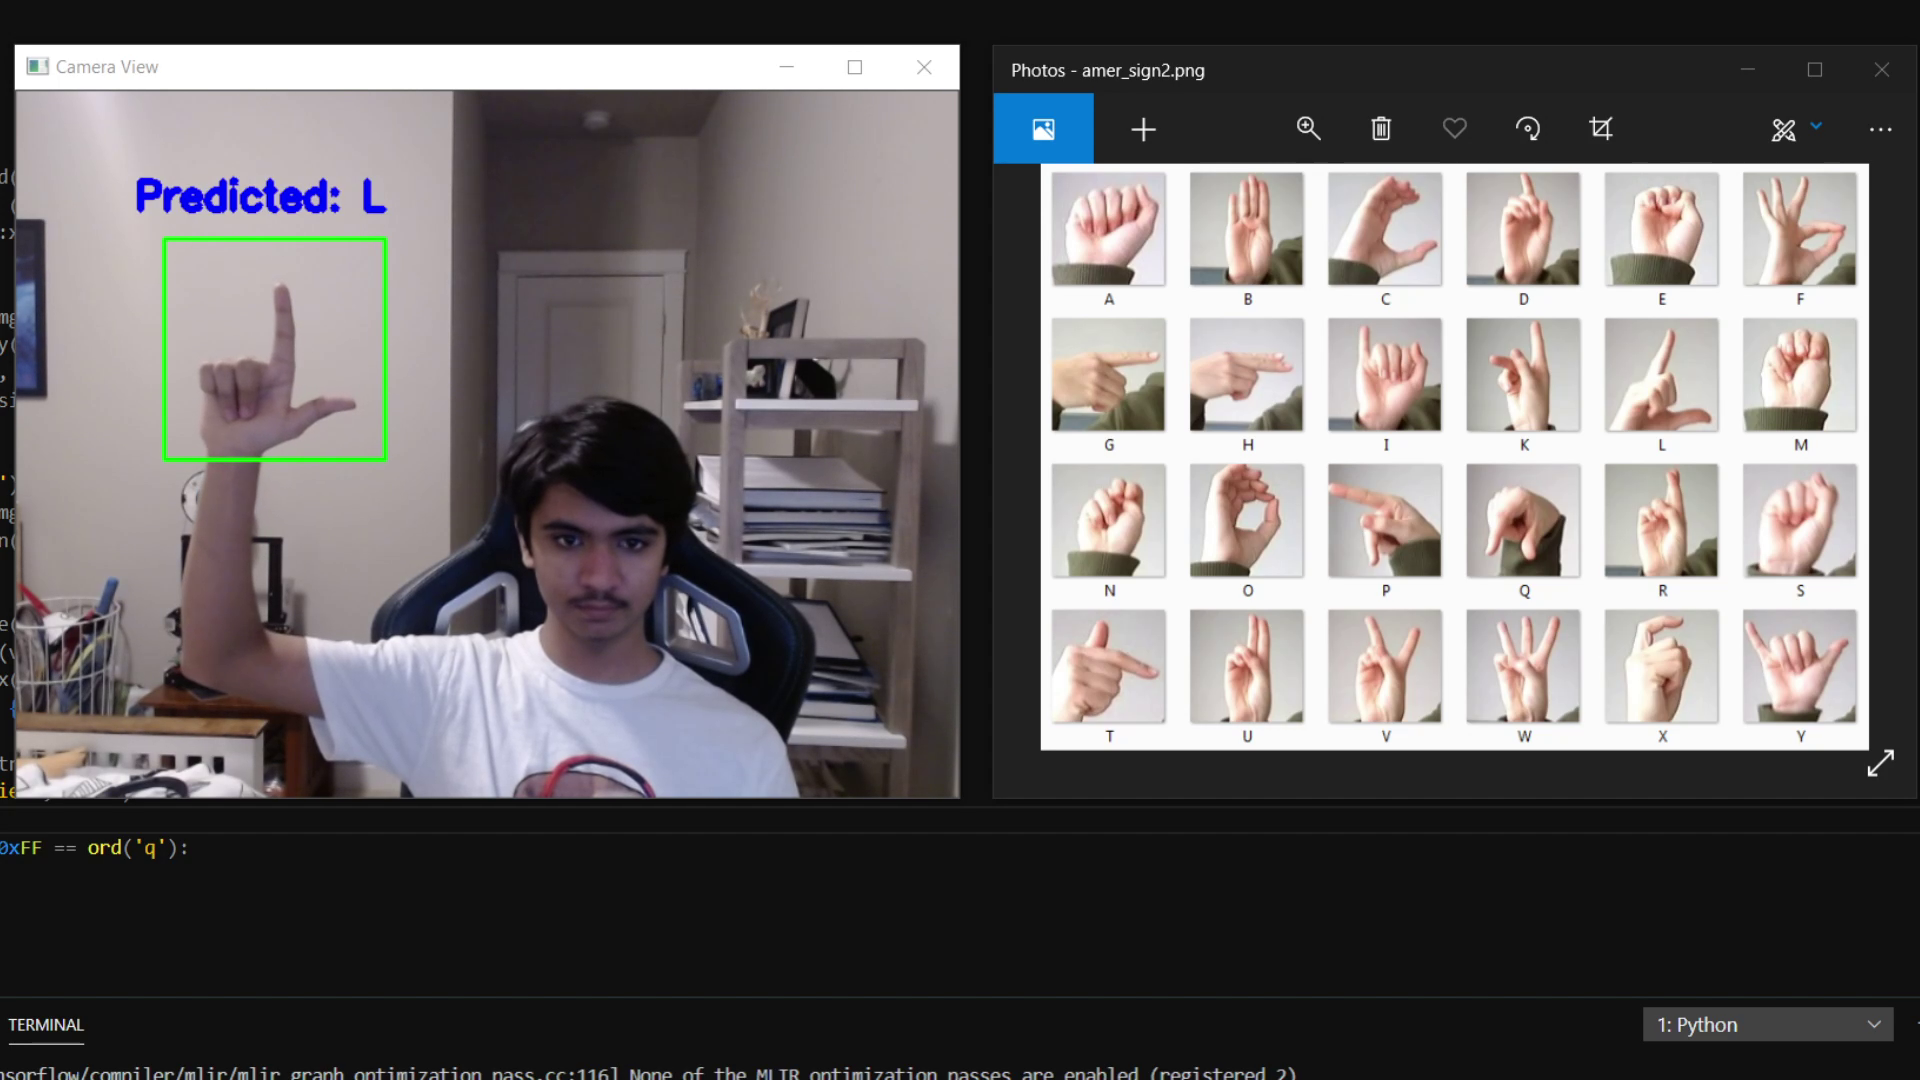 Camera View
Predicted: L
Photos - amer_sign2.png
A B C D E F
G H I K L M
N O P Q R S
T U V W X Y
0xFF == ord('q'):
TERMINAL
1: Python
nsorflow/compiler/mlir/mlir_graph_optimization_pass.cc:116] None of the MLIR optimization passes are enabled (registered 2)